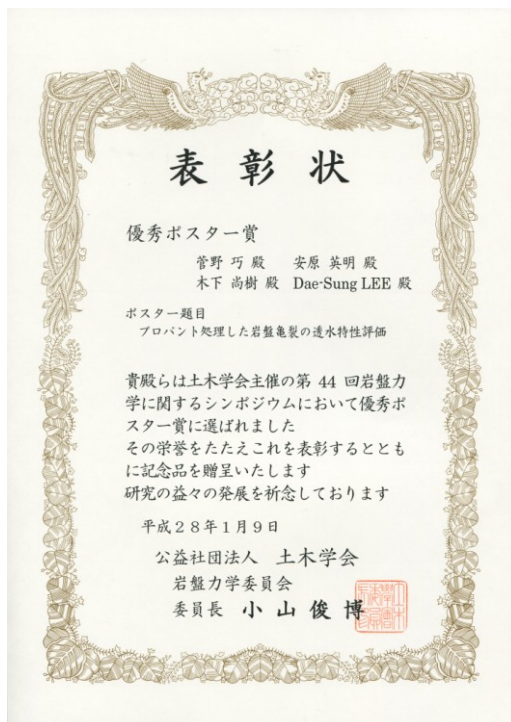 表彰状
優秀ポスター賞
菅野 巧 殿 安原 英明 殿
木下 尚樹 殿 Dae-Sung LEE 殿
ポスター題目
プロパント処理した岩盤亀裂の透水特性評価
貴殿らは土木学会主催の第 44 回岩盤力
学に関するシンポジウムにおいて優秀ポ
スター賞に選ばれました
その栄誉をたたえこれを表彰するととも
に記念品を贈呈いたします
研究の益々の発展を祈念しております
平成28年1月9日
公益社団法人 土木学会
岩盤力学委員会
委員長 小山俊博